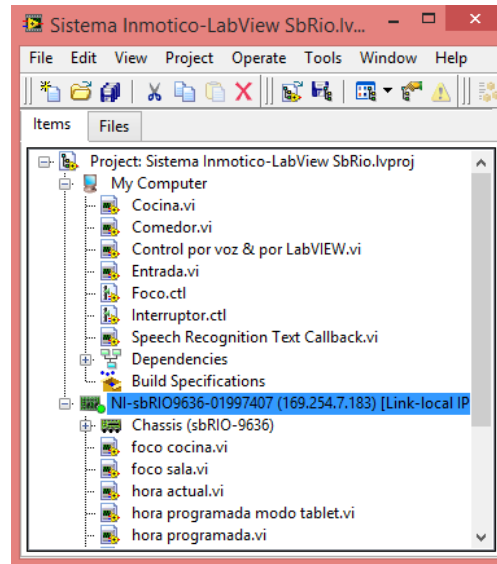 Sistema Inmotico-LabView SbRio.lv...
File Edit View Project Operate Tools Window Help
Items Files
Project: Sistema Inmotico-LabView SbRio.lvproj
My Computer
Cocina.vi
Comedor.vi
Control por voz & por LabVIEW.vi
Entrada.vi
Foco.ctl
Interruptor.ctl
Speech Recognition Text Callback.vi
Dependencies
Build Specifications
NI-sbRIO9636-01997407 (169.254.7.183) [Link-local IP
Chassis (sbRIO-9636)
foco cocina.vi
foco sala.vi
hora actual.vi
hora programada modo tablet.vi
hora programada.vi